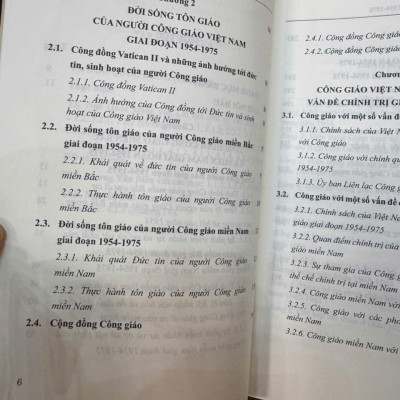 Chương 2
ĐỜI SỐNG TÔN GIÁO
CỦA NGƯỜI CÔNG GIÁO VIỆT NAM
GIAI ĐOẠN 1954-1975
2.1. Công đồng Vatican II và những ảnh hưởng tới đức
tin, sinh hoạt của người Công giáo
2.1.1. Công đồng Vatican II
2.1.2. Ảnh hưởng của Công đồng tới Đức tin và sinh
hoạt của Công giáo Việt Nam
2.2. Đời sống tôn giáo của người Công giáo miền Bắc
giai đoạn 1954-1975
2.2.1. Khái quát về đức tin của người Công giáo
miền Bắc
2.2.2. Thực hành tôn giáo của người Công giáo
miền Bắc
2.3. Đời sống tôn giáo của người Công giáo miền Nam
giai đoạn 1954-1975
2.3.1. Khái quát Đức tin của người Công giáo
miền Nam
2.3.2. Thực hành tôn giáo của người Công giáo
miền Nam
2.4. Cộng đồng Công giáo
6
2.4.1. Cộng đồng Công giáo
2.4.2. Cộng đồng Công giáo
Chương
CÔNG GIÁO VIỆT N
VẤN ĐỀ CHÍNH TRỊ G
3.1. Công giáo với một số vấn đ
3.1.1. Chính sách của Việt N
với Công giáo
3.1.2. Công giáo với chính qu
1954-1975
3.1.3. Ủy ban Liên lạc Công g
3.2. Công giáo với một số vấn đề c
3.2.1. Chính sách của Việt N
giáo giai đoạn 1954-1975
3.2.2. Quan điểm chính trị của
miền Nam
3.2.3. Sự tham gia của Công g
thể chế chính trị tại miền Nam
3.2.4. Công giáo miền Nam với
3.2.5. Công giáo với các pho
miền Nam
3.2.6. Công giáo miền Nam với